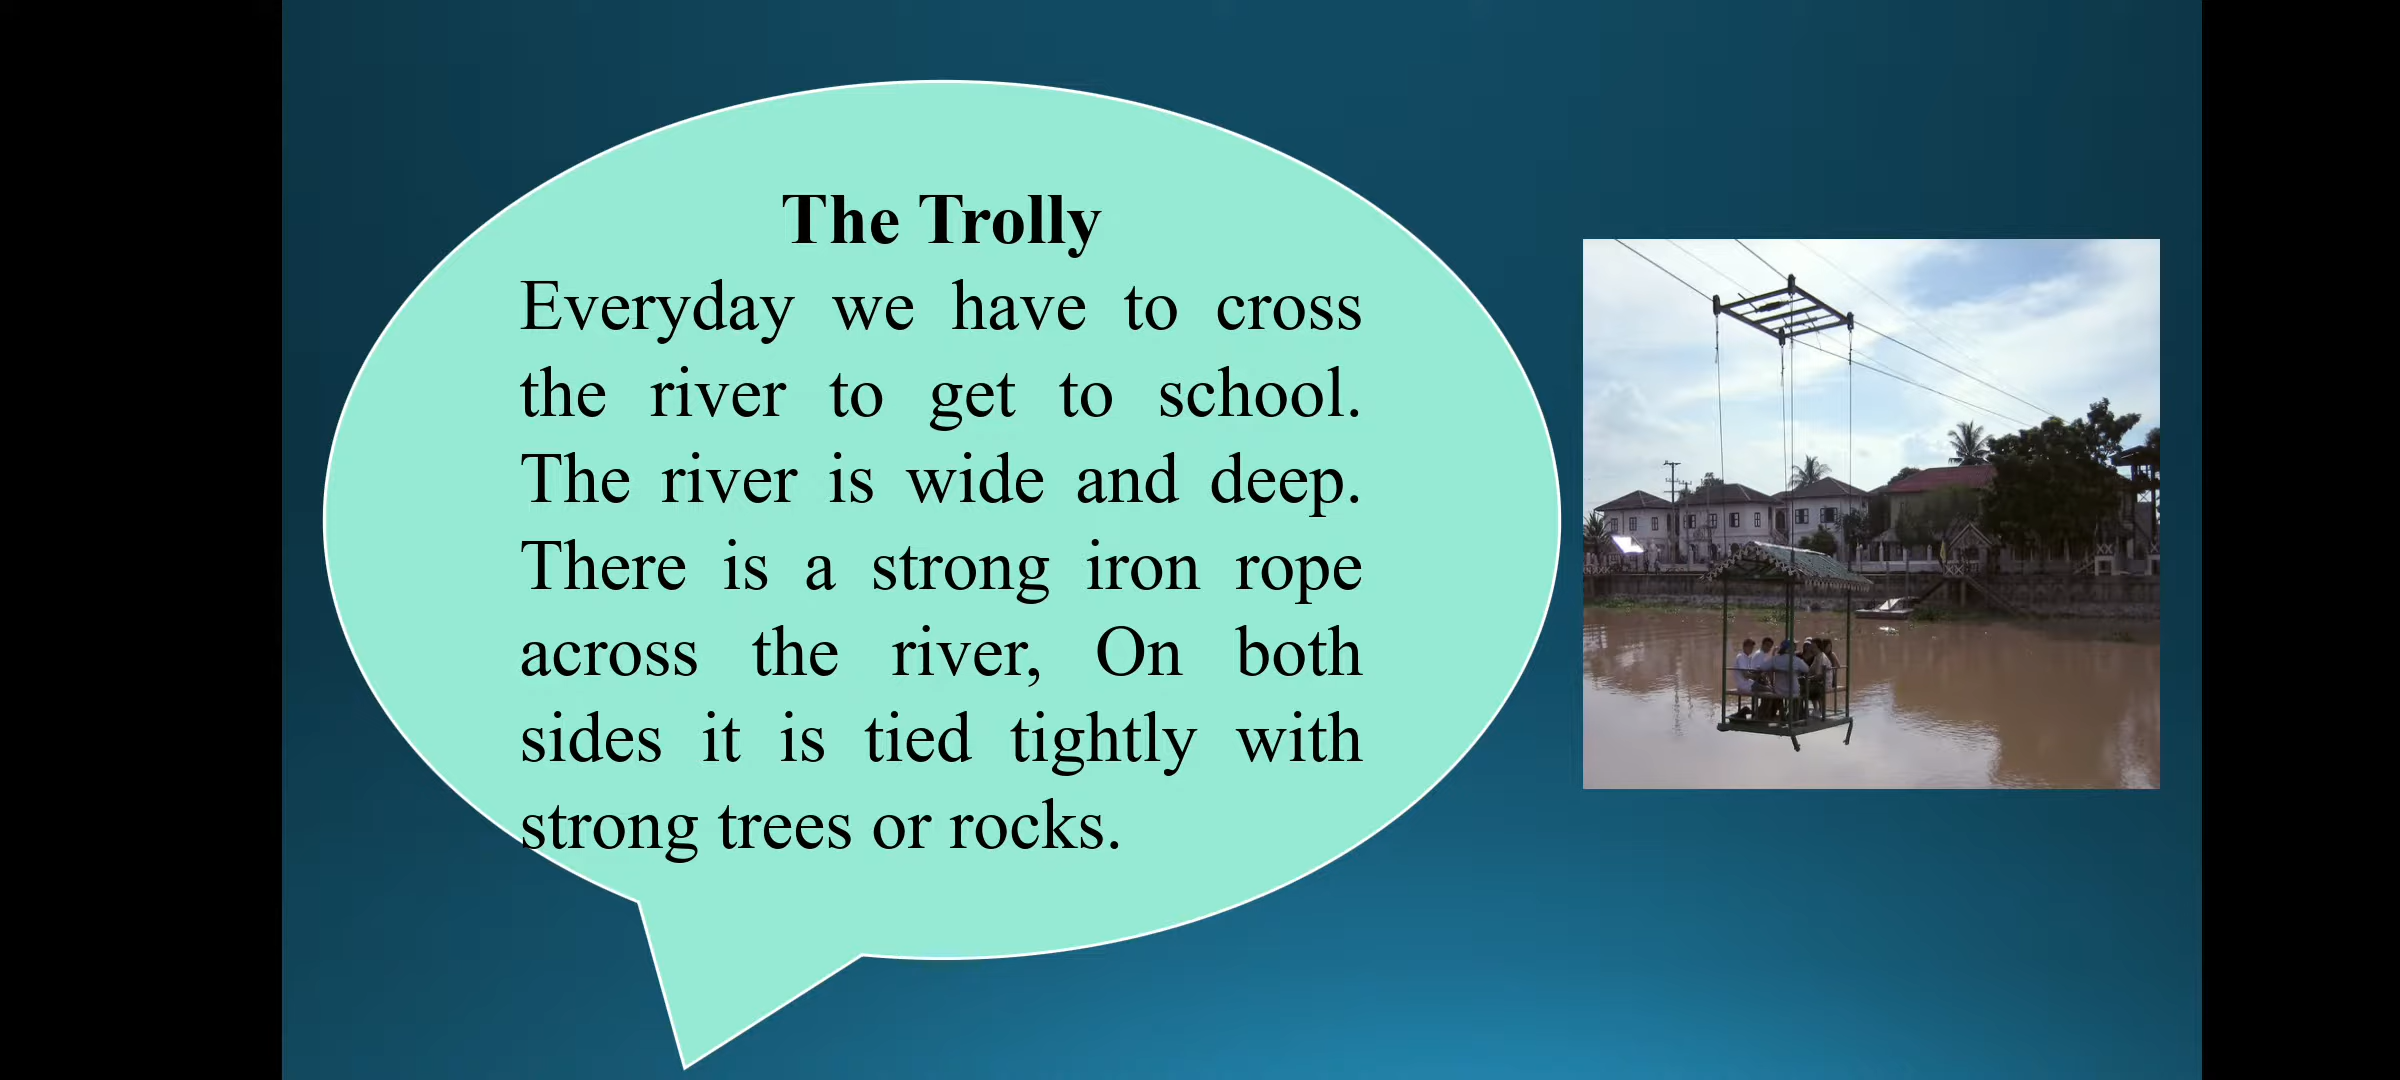 The Trolly
Everyday we have to cross
the river to get to school.
The river is wide and deep.
There is a strong iron rope
across the river, On both
sides it is tied tightly with
strong trees or rocks.